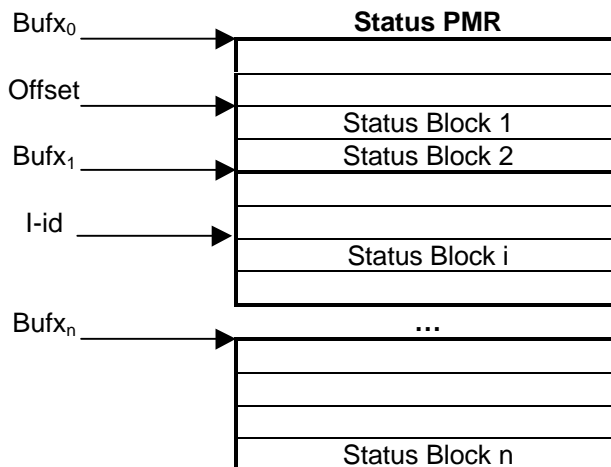 Bufx₀ Status PMR
Offset
Status Block 1
Bufx₁ Status Block 2
I-id
Status Block i
Bufxₙ ...
Status Block n